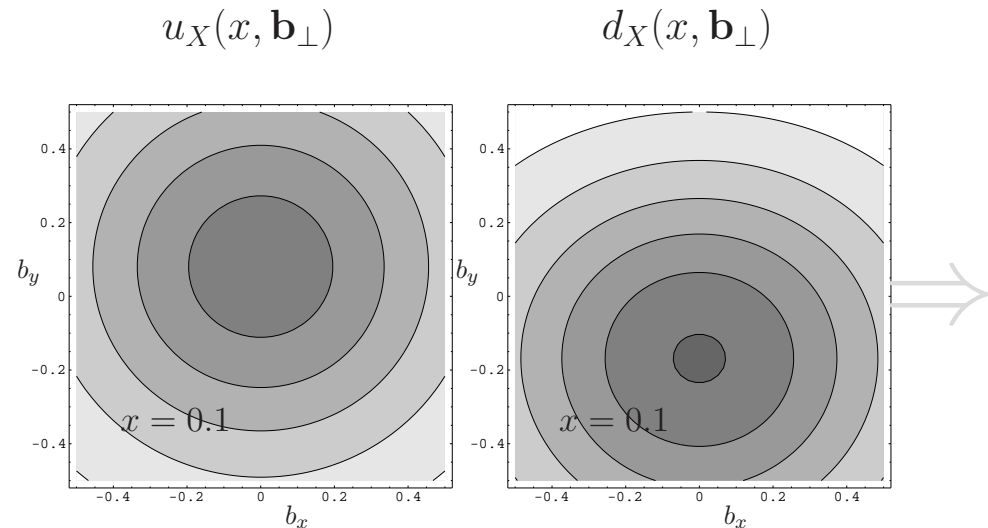 u_X(x, b_⊥) d_X(x, b_⊥)
0.4 0.4
0.2 0.2
b_y 0 b_y 0
-0.2 -0.2
x = 0.1 x = 0.1
-0.4 -0.4
-0.4 -0.2 0 0.2 0.4 -0.4 -0.2 0 0.2 0.4
b_x b_x